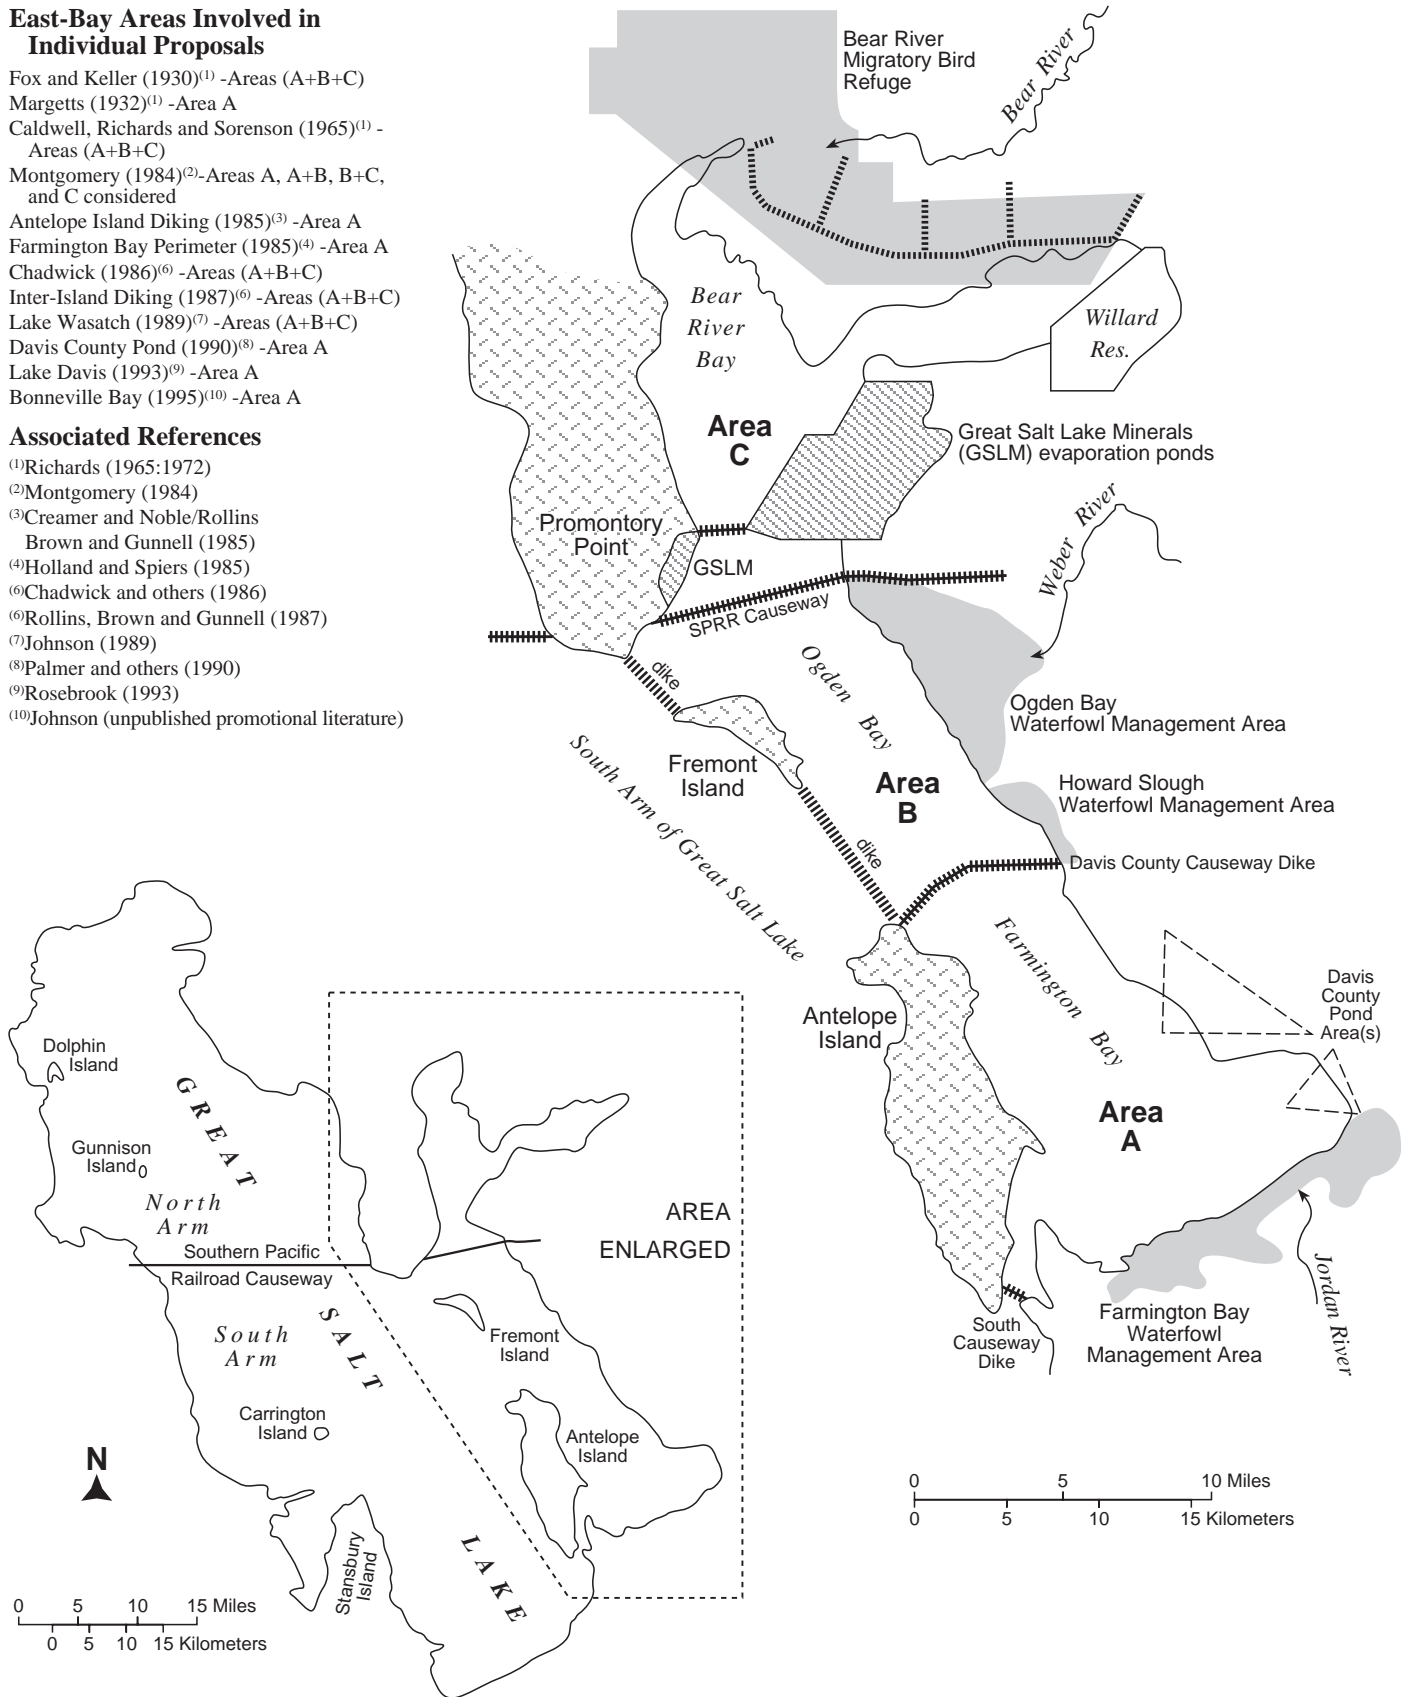 East-Bay Areas Involved in
Individual Proposals
Fox and Keller (1930)(1) -Areas (A+B+C)
Margetts (1932)(1) -Area A
Caldwell, Richards and Sorenson (1965)(1) -
Areas (A+B+C)
Montgomery (1984)(2)-Areas A, A+B, B+C,
and C considered
Antelope Island Diking (1985)(3) -Area A
Farmington Bay Perimeter (1985)(4) -Area A
Chadwick (1986)(6) -Areas (A+B+C)
Inter-Island Diking (1987)(6) -Areas (A+B+C)
Lake Wasatch (1989)(7) -Areas (A+B+C)
Davis County Pond (1990)(8) -Area A
Lake Davis (1993)(9) -Area A
Bonneville Bay (1995)(10) -Area A
Associated References
(1)Richards (1965:1972)
(2)Montgomery (1984)
(3)Creamer and Noble/Rollins
Brown and Gunnell (1985)
(4)Holland and Spiers (1985)
(6)Chadwick and others (1986)
(6)Rollins, Brown and Gunnell (1987)
(7)Johnson (1989)
(8)Palmer and others (1990)
(9)Rosebrook (1993)
(10)Johnson (unpublished promotional literature)
Bear River
Migratory Bird
Refuge
Bear River
Bear
River
Bay
Willard
Res.
Area
C
Great Salt Lake Minerals
(GSLM) evaporation ponds
Promontory
Point
GSLM
SPRR Causeway
Weber River
dike
Ogden Bay
Ogden Bay
Waterfowl Management Area
Fremont
Island
South Arm of Great Salt Lake
Area
B
Howard Slough
Waterfowl Management Area
dike
Davis County Causeway Dike
Farmington Bay
Davis
County
Pond
Area(s)
Antelope
Island
Area
A
Jordan River
South
Causeway
Dike
Farmington Bay
Waterfowl
Management Area
0 5 10 Miles
0 5 10 15 Kilometers
Dolphin
Island
GREAT
Gunnison
Island
North
Arm
Southern Pacific
Railroad Causeway
AREA
ENLARGED
South
Arm
SALT
Fremont
Island
Carrington
Island
Antelope
Island
N
Stansbury
Island
LAKE
0 5 10 15 Miles
0 5 10 15 Kilometers